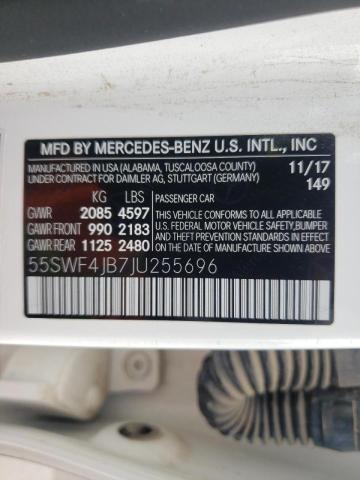 MFD BY MERCEDES-BENZ U.S. INTL., INC
MANUFACTURED IN USA (ALABAMA, TUSCALOOSA COUNTY) 11/17
UNDER CONTRACT FOR DAIMLER AG, STUTTGART (GERMANY) 149
KG LBS PASSENGER CAR
GVWR 2085 4597 THIS VEHICLE CONFORMS TO ALL APPLICABLE
GAWR FRONT 990 2183 U.S. FEDERAL MOTOR VEHICLE SAFETY,BUMPER
GAWR REAR 1125 2480 AND THEFT PREVENTION STANDARDS IN EFFECT
ON THE DATE OF MANUFACTURE SHOWN ABOVE.
55SWF4JB7JU255696